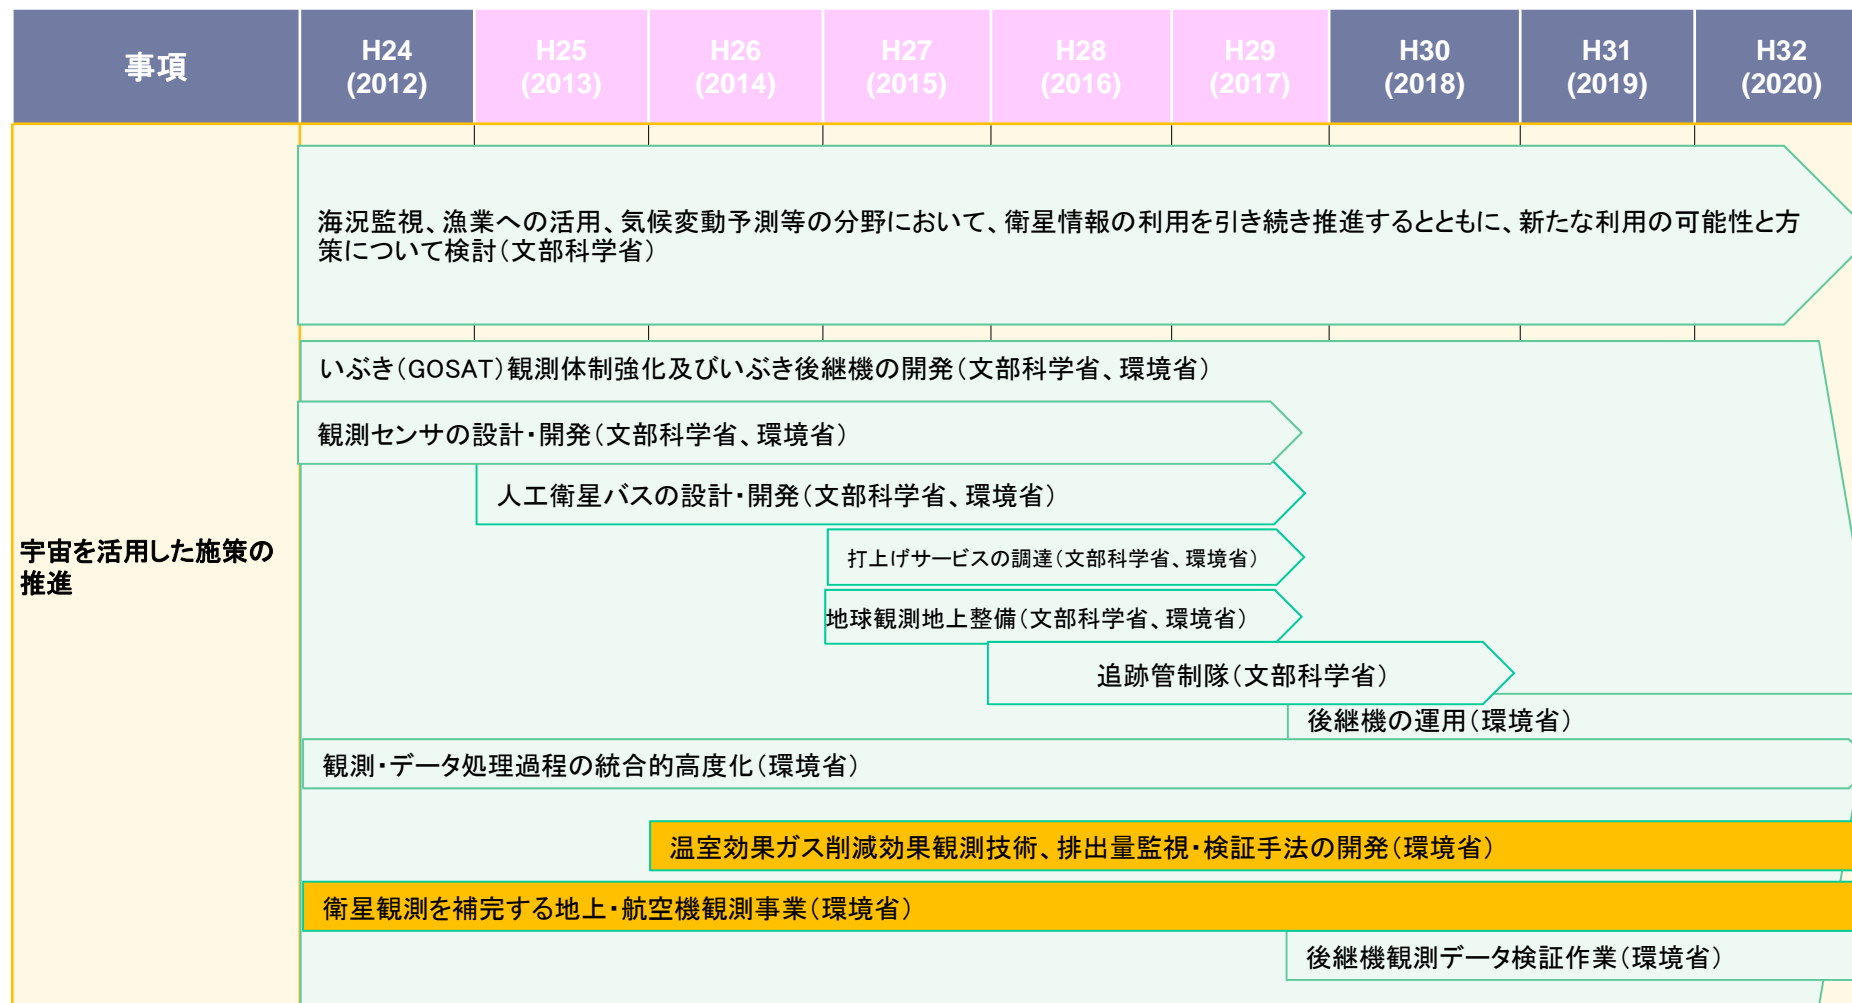 事項
H24
(2012)
H25
(2013)
H26
(2014)
H27
(2015)
H28
(2016)
H29
(2017)
H30
(2018)
H31
(2019)
H32
(2020)
宇宙を活用した施策の
推進
海況監視、漁業への活用、気候変動予測等の分野において、衛星情報の利用を引き続き推進するとともに、新たな利用の可能性と方
策について検討(文部科学省)
いぶき(GOSAT)観測体制強化及びいぶき後継機の開発(文部科学省、環境省)
観測センサの設計・開発(文部科学省、環境省)
人工衛星バスの設計・開発(文部科学省、環境省)
打上げサービスの調達(文部科学省、環境省)
地球観測地上整備(文部科学省、環境省)
追跡管制隊(文部科学省)
後継機の運用(環境省)
観測・データ処理過程の統合的高度化(環境省)
温室効果ガス削減効果観測技術、排出量監視・検証手法の開発(環境省)
衛星観測を補完する地上・航空機観測事業(環境省)
後継機観測データ検証作業(環境省)